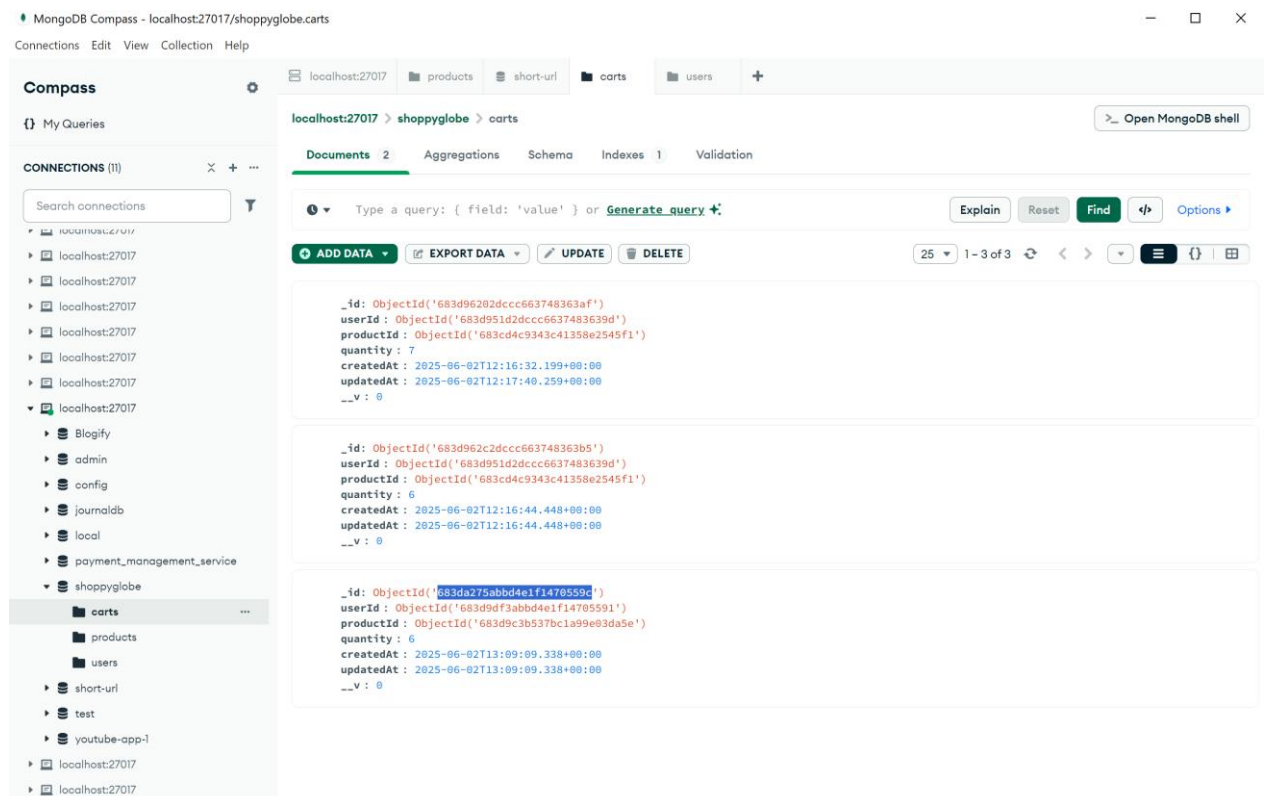 MongoDB Compass - localhost:27017/shoppyglobe.carts
Connections Edit View Collection Help
Compass
{} My Queries
CONNECTIONS (11)
Search connections
localhost:27017
localhost:27017
localhost:27017
localhost:27017
localhost:27017
localhost:27017
localhost:27017
localhost:27017
Blogify
admin
config
journaldb
local
payment_management_service
shoppyglobe
carts
products
users
short-url
test
youtube-app-1
localhost:27017
localhost:27017
localhost:27017 products short-url carts users +
localhost:27017 > shoppyglobe > carts
>_ Open MongoDB shell
Documents 2 Aggregations Schema Indexes 1 Validation
Type a query: { field: 'value' } or Generate query
Explain Reset Find </> Options
ADD DATA EXPORT DATA UPDATE DELETE
25 1 – 3 of 3 {}
_id: ObjectId('683d96202dccc663748363af')
userId : ObjectId('683d951d2dccc6637483639d')
productId : ObjectId('683cd4c9343c41358e2545f1')
quantity : 7
createdAt : 2025-06-02T12:16:32.199+00:00
updatedAt : 2025-06-02T12:17:40.259+00:00
__v : 0
_id: ObjectId('683d962c2dccc663748363b5')
userId : ObjectId('683d951d2dccc6637483639d')
productId : ObjectId('683cd4c9343c41358e2545f1')
quantity : 6
createdAt : 2025-06-02T12:16:44.448+00:00
updatedAt : 2025-06-02T12:16:44.448+00:00
__v : 0
_id: ObjectId('683da275abbd4e1f1470559c')
userId : ObjectId('683d9df3abbd4e1f14705591')
productId : ObjectId('683d9c3b537bc1a99e03da5e')
quantity : 6
createdAt : 2025-06-02T13:09:09.338+00:00
updatedAt : 2025-06-02T13:09:09.338+00:00
__v : 0